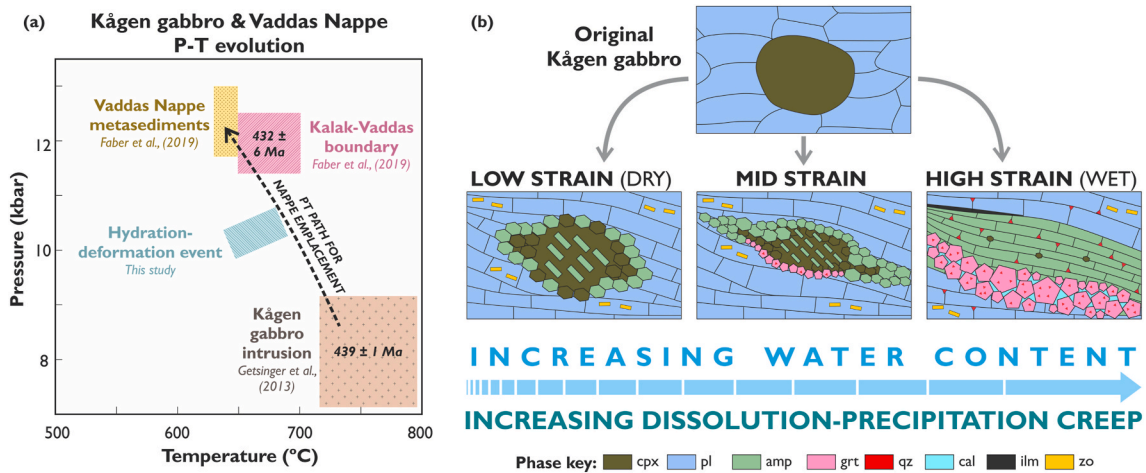 (a)
Kågen gabbro & Vaddas Nappe
P-T evolution
Pressure (kbar)
12
10
8
500
600
700
800
Temperature (ºC)
Vaddas Nappe
metasediments
Faber et al., (2019)
432 ±
6 Ma
Kalak-Vaddas
boundary
Faber et al., (2019)
Hydration-
deformation event
This study
PT PATH FOR
NAPPE EMPLACEMENT
Kågen
gabbro
intrusion
Getsinger et al.,
(2013)
439 ± 1 Ma
(b)
Original
Kågen gabbro
LOW STRAIN (DRY)
MID STRAIN
HIGH STRAIN (WET)
INCREASING WATER CONTENT
INCREASING DISSOLUTION-PRECIPITATION CREEP
Phase key: cpx pl amp grt qz cal ilm zo